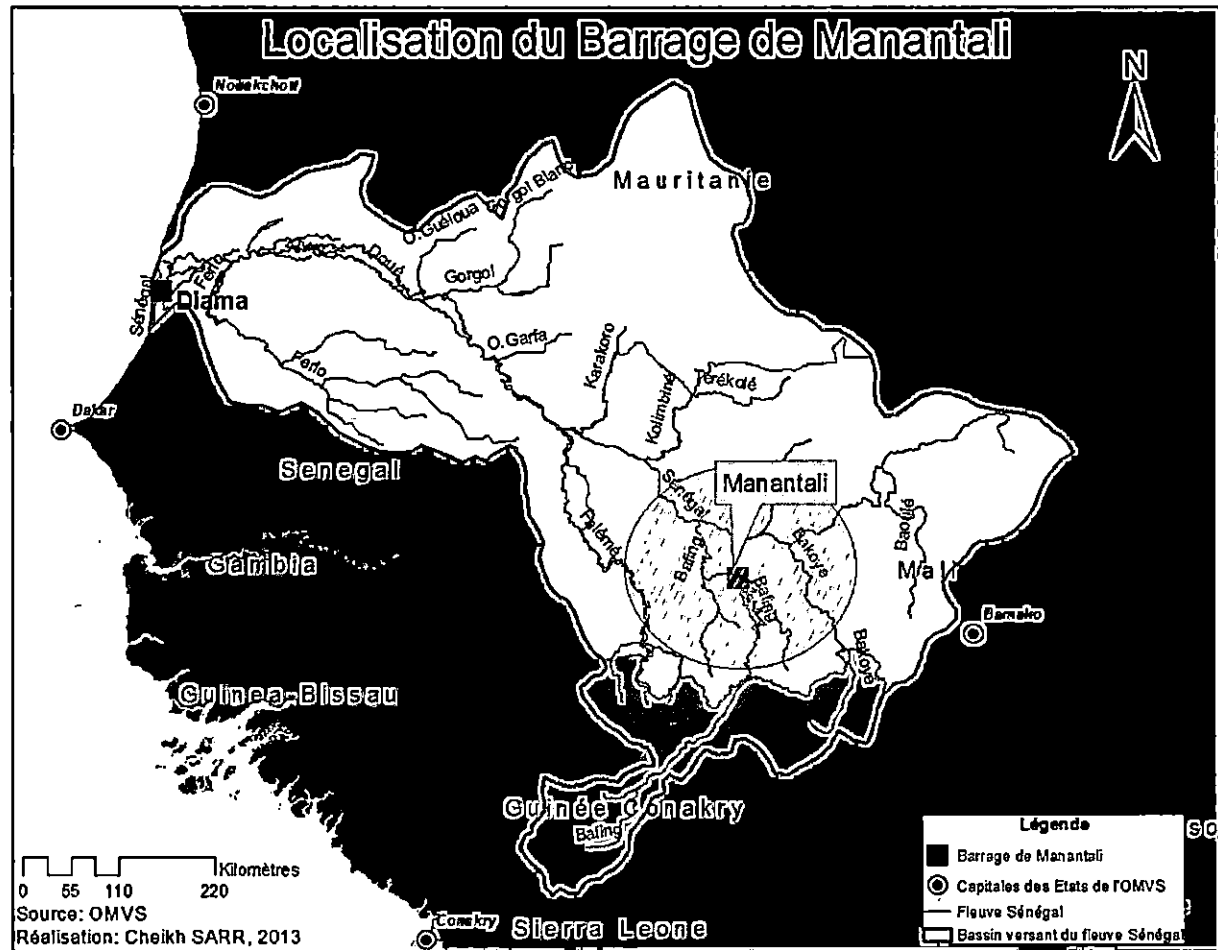 Localisation du Barrage de Manantali
N
Nouakchott
Mauritanie
Gorgol Blanc
O. Guéloua
Doué
Gorgol
Ferlo
Sénégal
Diama
O. Garfa
Karakoro
Kolimbiné
Térékolé
Ferlo
Dakar
Senegal
Sénégal
Manantali
Falémé
Bafing
Bakoye
Baoulé
Mali
Gambia
Bafing
Bamako
Bakoye
Guinea-Bissau
Guinée Conakry
Bafing
Conakry
Sierra Leone
so
Légende
Barrage de Manantali
Capitales des Etats de l'OMVS
Fleuve Sénégal
Bassin versant du fleuve Sénégal
Kilomètres
0 55 110 220
Source: OMVS
Réalisation: Cheikh SARR, 2013